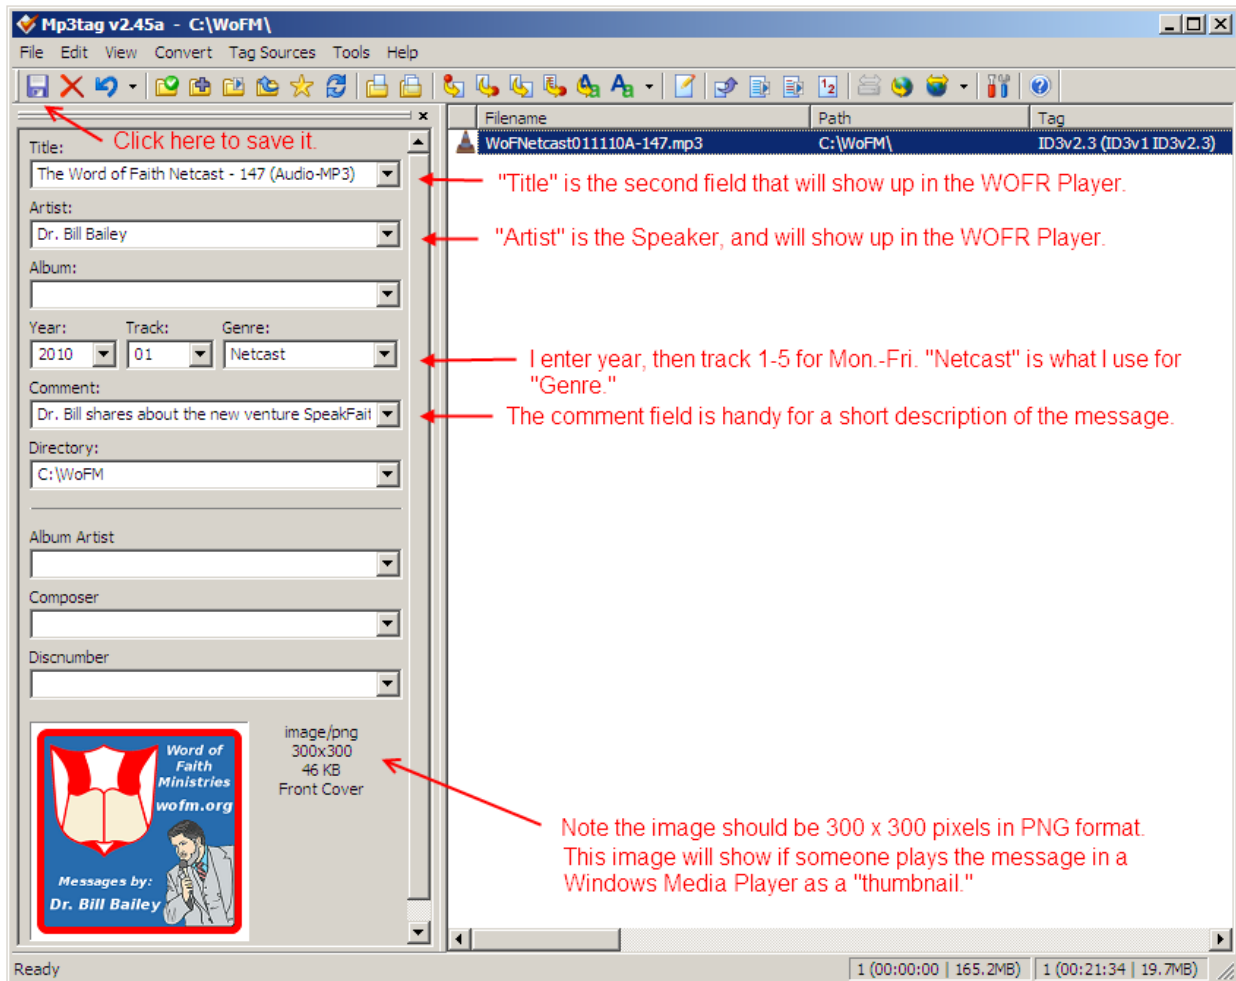 Mp3tag v2.45a - C:\WoFM\
File Edit View Convert Tag Sources Tools Help
Click here to save it.
Title:
The Word of Faith Netcast - 147 (Audio-MP3)
Artist:
Dr. Bill Bailey
Album:
Year: Track: Genre:
2010 01 Netcast
Comment:
Dr. Bill shares about the new venture SpeakFait
Directory:
C:\WoFM
Album Artist
Composer
Discnumber
Word of
Faith
Ministries
wofm.org
Messages by:
Dr. Bill Bailey
image/png
300x300
46 KB
Front Cover
Filename Path Tag
WoFNetcast011110A-147.mp3 C:\WoFM\ ID3v2.3 (ID3v1 ID3v2.3)
"Title" is the second field that will show up in the WOFR Player.
"Artist" is the Speaker, and will show up in the WOFR Player.
I enter year, then track 1-5 for Mon.-Fri. "Netcast" is what I use for
"Genre."
The comment field is handy for a short description of the message.
Note the image should be 300 x 300 pixels in PNG format.
This image will show if someone plays the message in a
Windows Media Player as a "thumbnail."
Ready 1 (00:00:00 | 165.2MB) 1 (00:21:34 | 19.7MB)